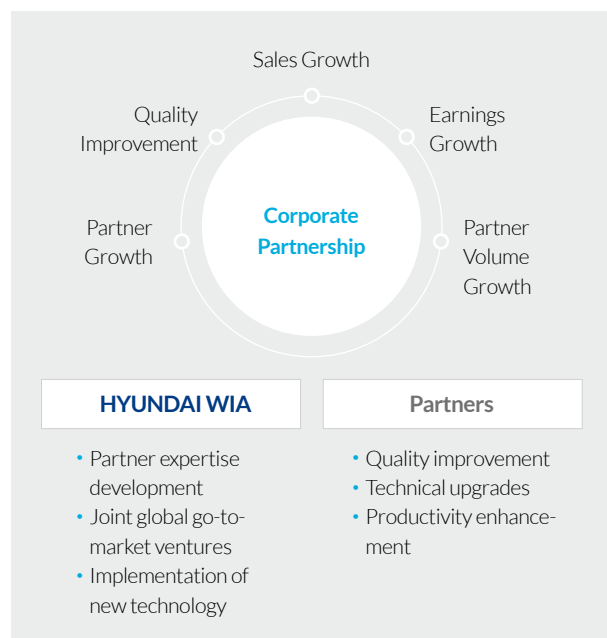 Sales Growth
Quality
Improvement
Earnings
Growth
Partner
Growth
Corporate
Partnership
Partner
Volume
Growth
HYUNDAI WIA
• Partner expertise
development
• Joint global go-to-
market ventures
• Implementation of
new technology
Partners
• Quality improvement
• Technical upgrades
• Productivity enhance-
ment